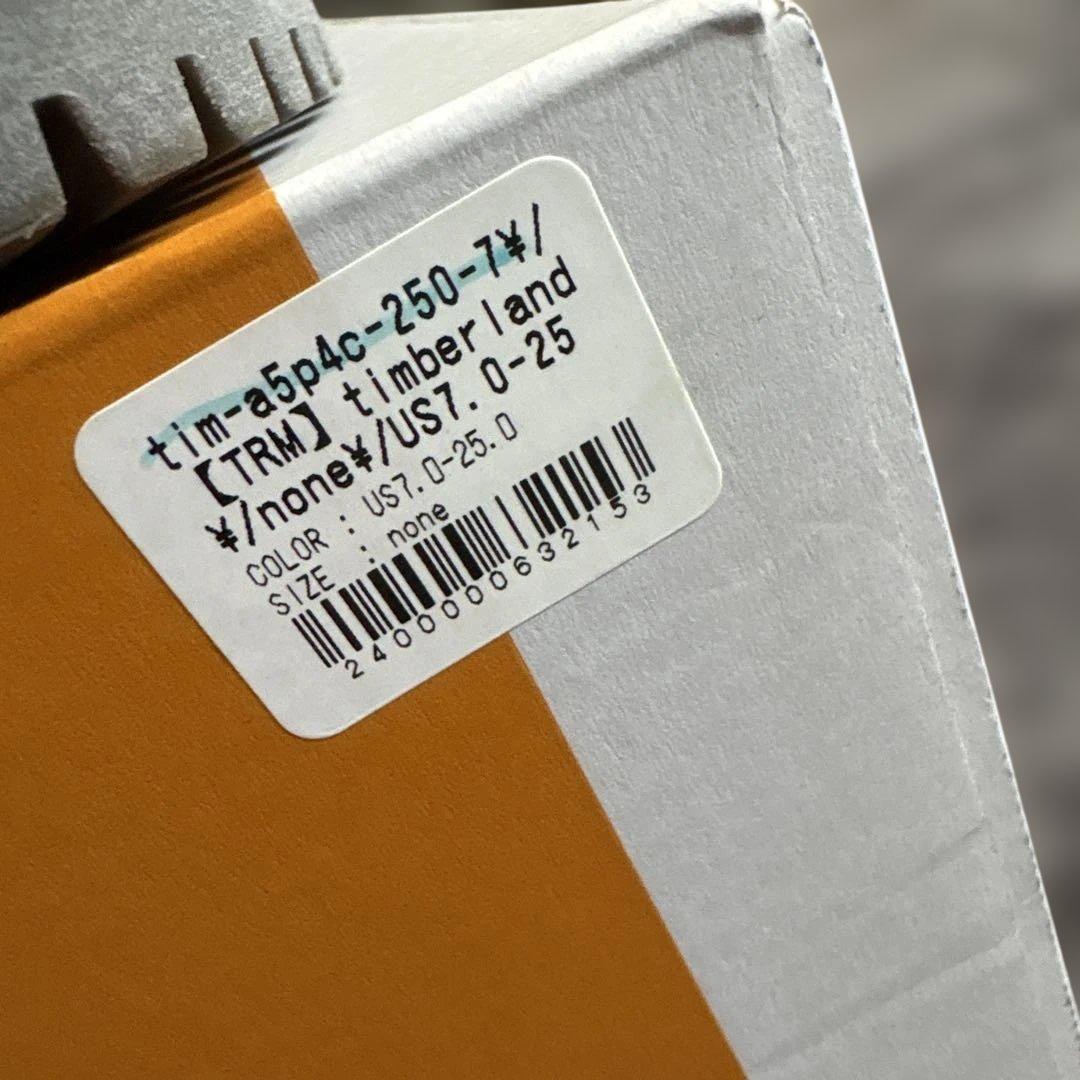 tim-a5p4c-250-7¥/
【TRM】timberland
¥/none¥/US7.0-25
COLOR : US7.0-25.0
SIZE : none
2400000632153